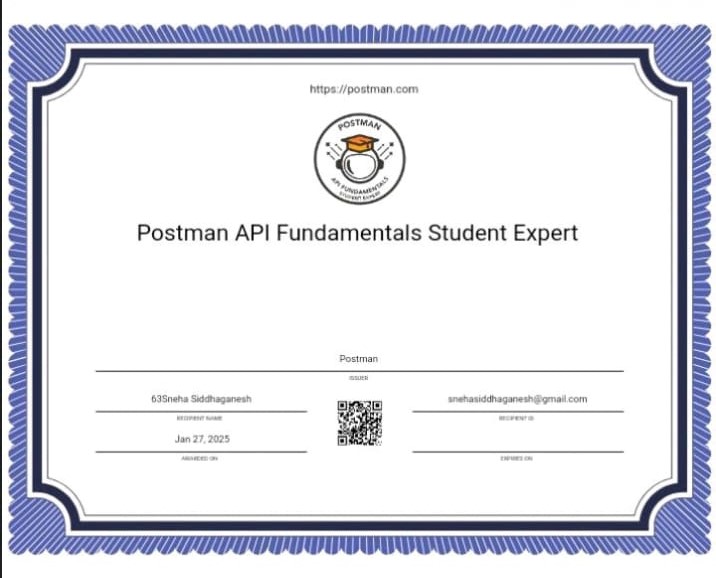 https://postman.com
POSTMAN
API FUNDAMENTALS
STUDENT EXPERT
Postman API Fundamentals Student Expert
Postman
ISSUER
63Sneha Siddhaganesh
snehasiddhaganesh@gmail.com
RECIPIENT NAME
RECIPIENT ID
Jan 27, 2025
AWARDED ON
EXPIRES ON